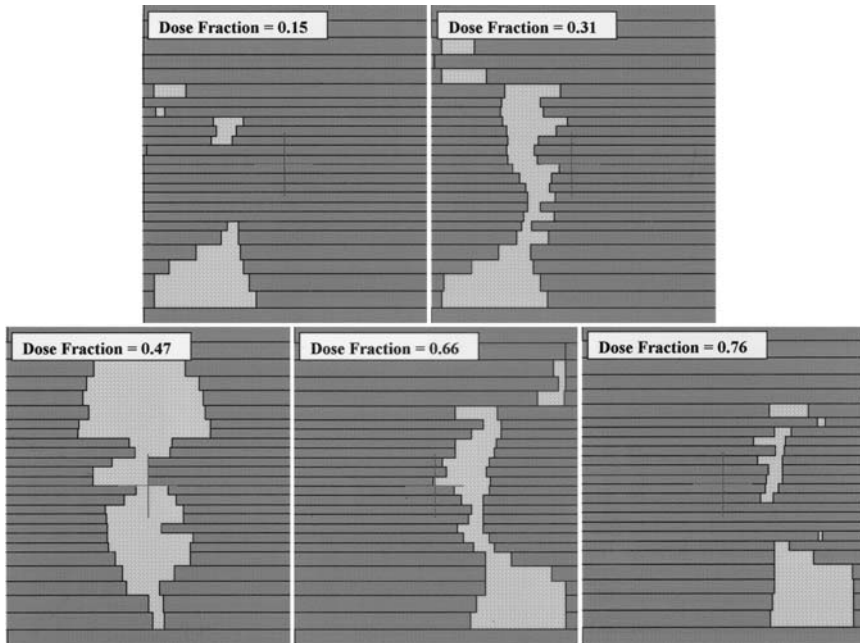 Dose Fraction = 0.15
Dose Fraction = 0.31
Dose Fraction = 0.47
Dose Fraction = 0.66
Dose Fraction = 0.76